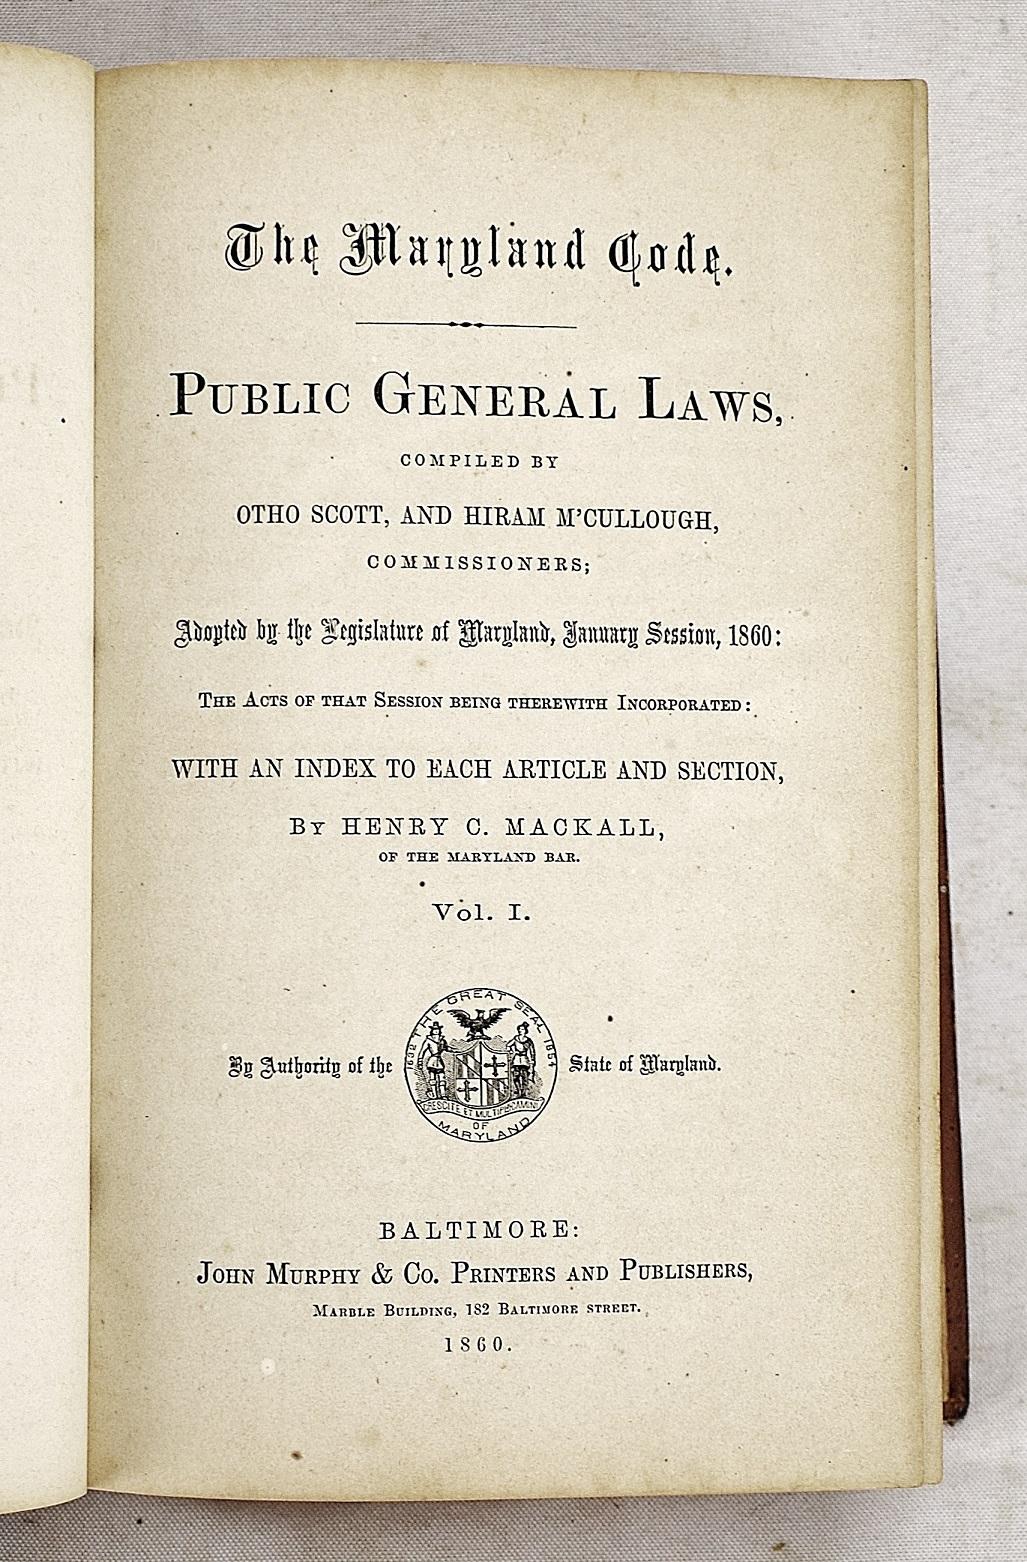 The Maryland Code.
PUBLIC GENERAL LAWS,
COMPILED BY
OTHO SCOTT, AND HIRAM M'CULLOUGH,
COMMISSIONERS;
Adopted by the Legislature of Maryland, January Session, 1860:
THE ACTS OF THAT SESSION BEING THEREWITH INCORPORATED:
WITH AN INDEX TO EACH ARTICLE AND SECTION,
BY HENRY C. MACKALL,
OF THE MARYLAND BAR.
Vol. I.
By Authority of the
THE GREAT SEAL
1632 1854
CRESCITE ET MULTIPLICAMINI
OF
MARYLAND
State of Maryland.
BALTIMORE:
JOHN MURPHY & CO. PRINTERS AND PUBLISHERS,
MARBLE BUILDING, 182 BALTIMORE STREET.
1860.